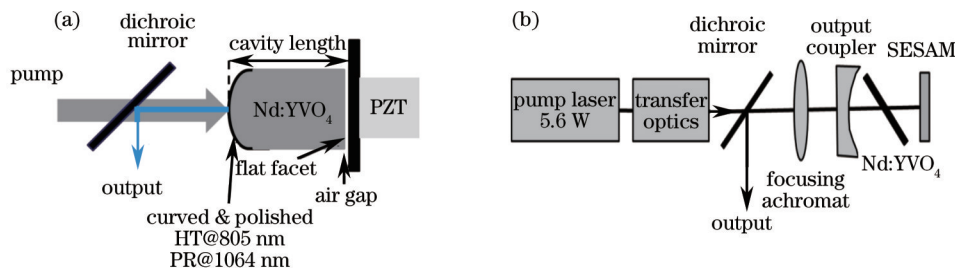 (a)
dichroic
mirror
cavity length
pump
Nd:YVO4
PZT
flat facet
air gap
output
curved & polished
HT@805 nm
PR@1064 nm
(b)
dichroic
mirror
output
coupler
SESAM
pump laser
5.6 W
transfer
optics
Nd:YVO4
focusing
achromat
output